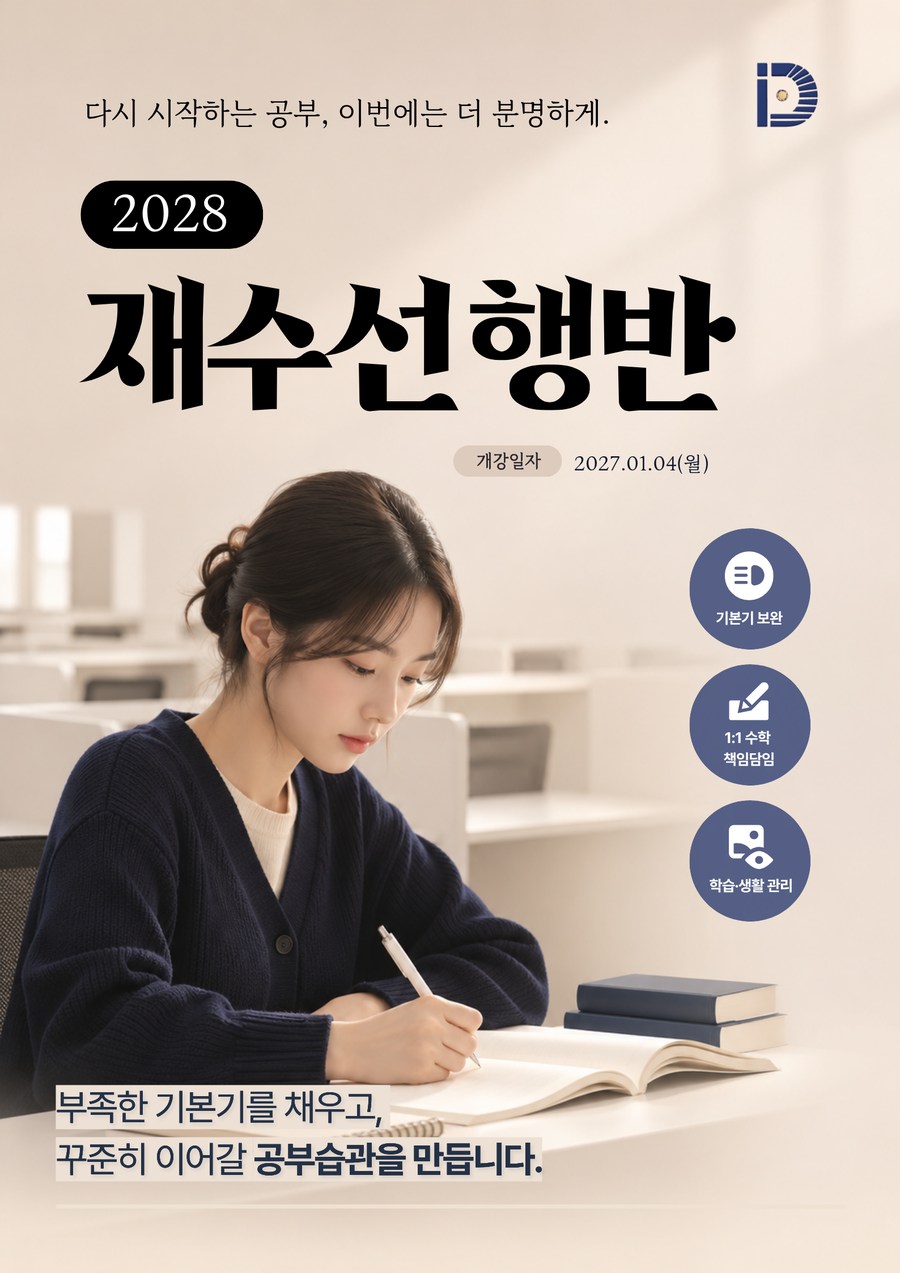 다시 시작하는 공부, 이번에는 더 분명하게.
2028
재수선행반
개강일자 2027.01.04(월)
기본기 보완
1:1 수학
책임담임
학습·생활 관리
부족한 기본기를 채우고,
꾸준히 이어갈 공부습관을 만듭니다.